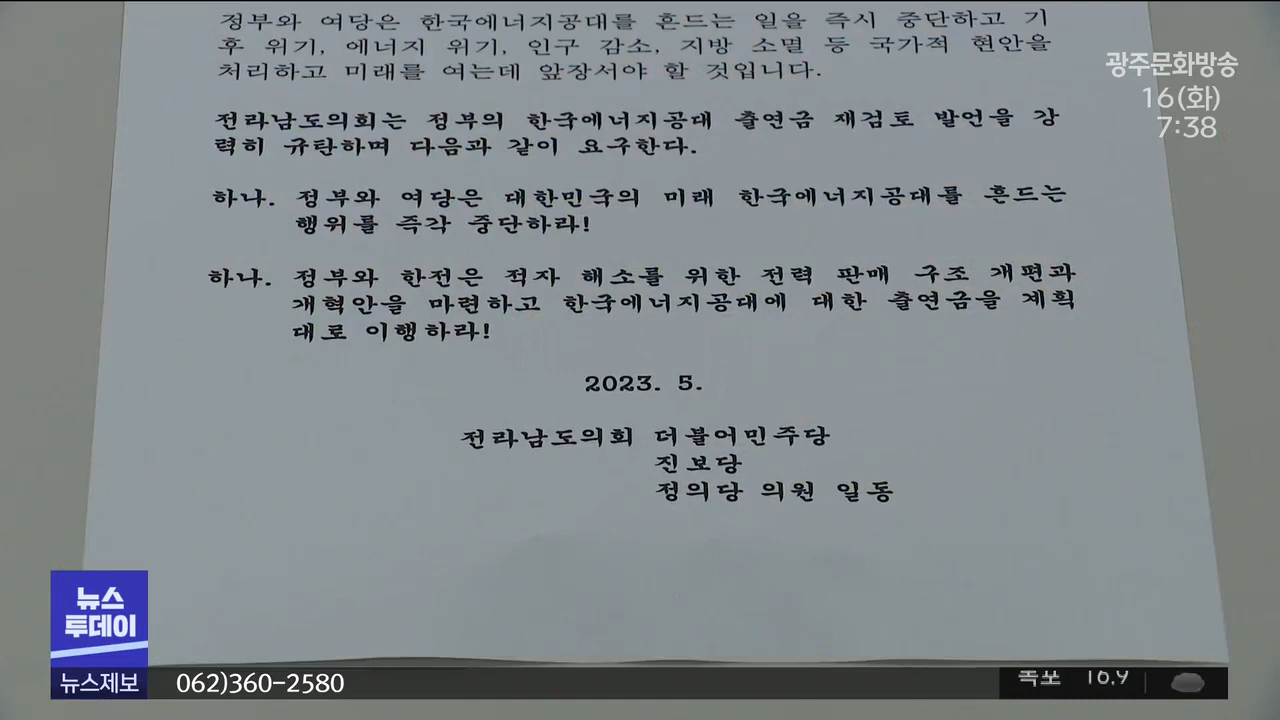 정부와 여당은 한국에너지공대를 흔드는 일을 즉시 중단하고 기
후 위기, 에너지 위기, 인구 감소, 지방 소멸 등 국가적 현안을
처리하고 미래를 여는데 앞장서야 할 것입니다.
전라남도의회는 정부의 한국에너지공대 출연금 재검토 발언을 강
력히 규탄하며 다음과 같이 요구한다.
하나. 정부와 여당은 대한민국의 미래 한국에너지공대를 흔드는
행위를 즉각 중단하라!
하나. 정부와 한전은 적자 해소를 위한 전력 판매 구조 개편과
개혁안을 마련하고 한국에너지공대에 대한 출연금을 계획
대로 이행하라!
2023. 5.
전라남도의회 더불어민주당
진보당
정의당 의원 일동
광주문화방송
16(화)
7:38
뉴스
투데이
뉴스제보 062)360-2580
목포 16.9